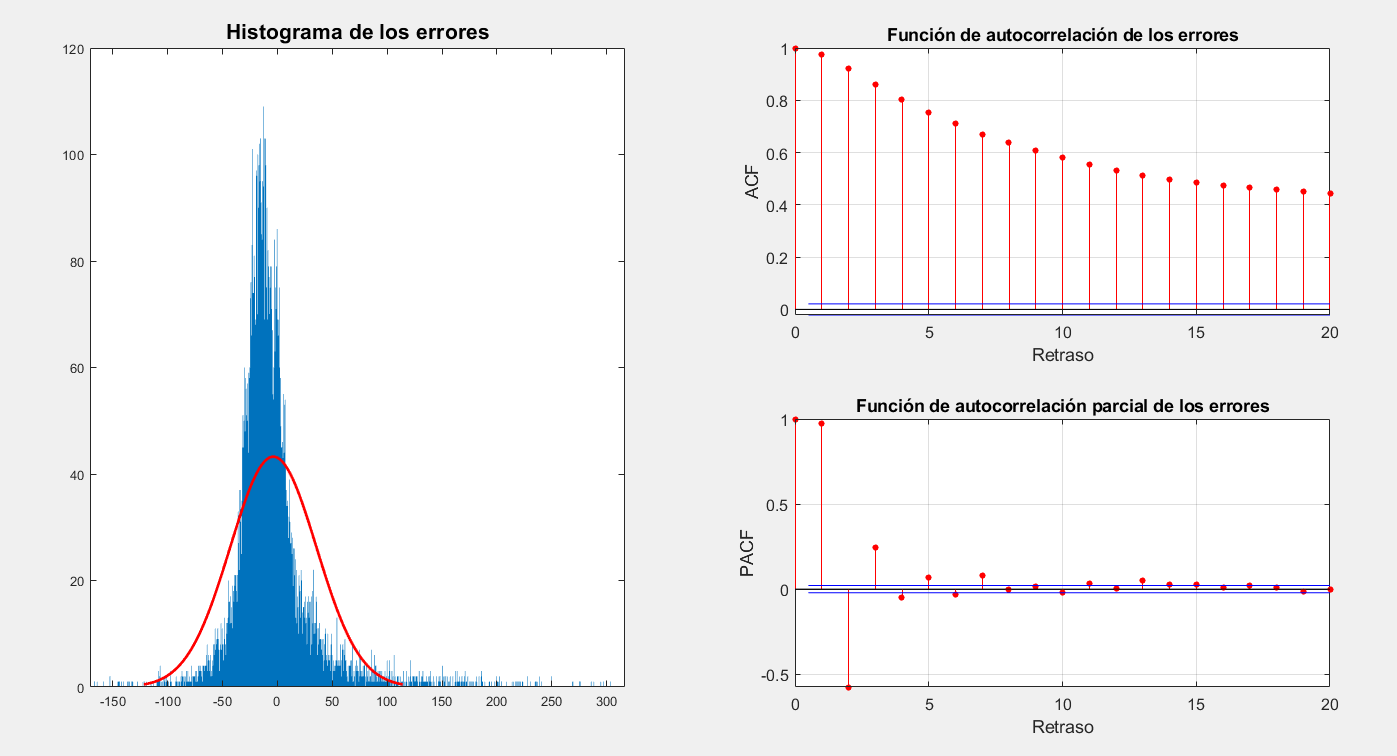 Histograma de los errores
120
100
80
60
40
20
0
-150 -100 -50 0 50 100 150 200 250 300
Función de autocorrelación de los errores
1
0.8
0.6
0.4
0.2
0
ACF
0 5 10 15 20
Retraso
Función de autocorrelación parcial de los errores
1
0.5
0
-0.5
PACF
0 5 10 15 20
Retraso